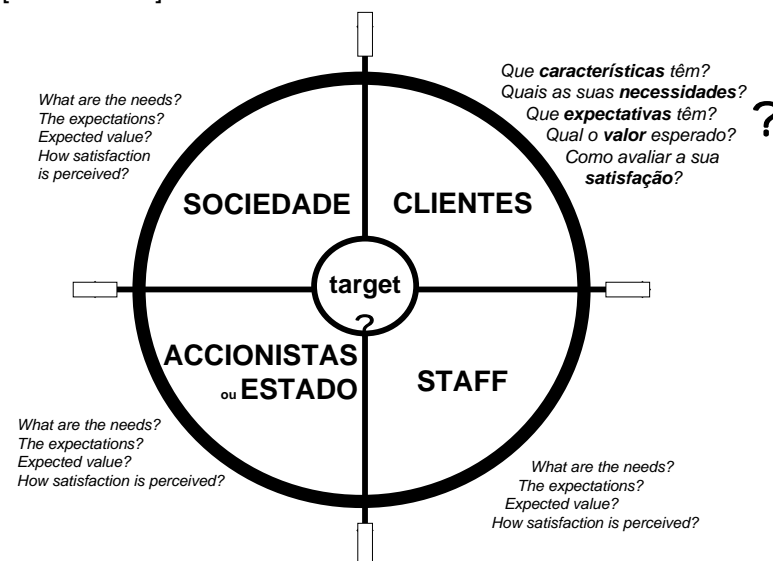 What are the needs?
The expectations?
Expected value?
How satisfaction
is perceived?
Que características têm?
Quais as suas necessidades?
Que expectativas têm?
Qual o valor esperado?
Como avaliar a sua
satisfação?
?
SOCIEDADE
CLIENTES
target
?
ACCIONISTAS
ou ESTADO
STAFF
What are the needs?
The expectations?
Expected value?
How satisfaction is perceived?
What are the needs?
The expectations?
Expected value?
How satisfaction is perceived?